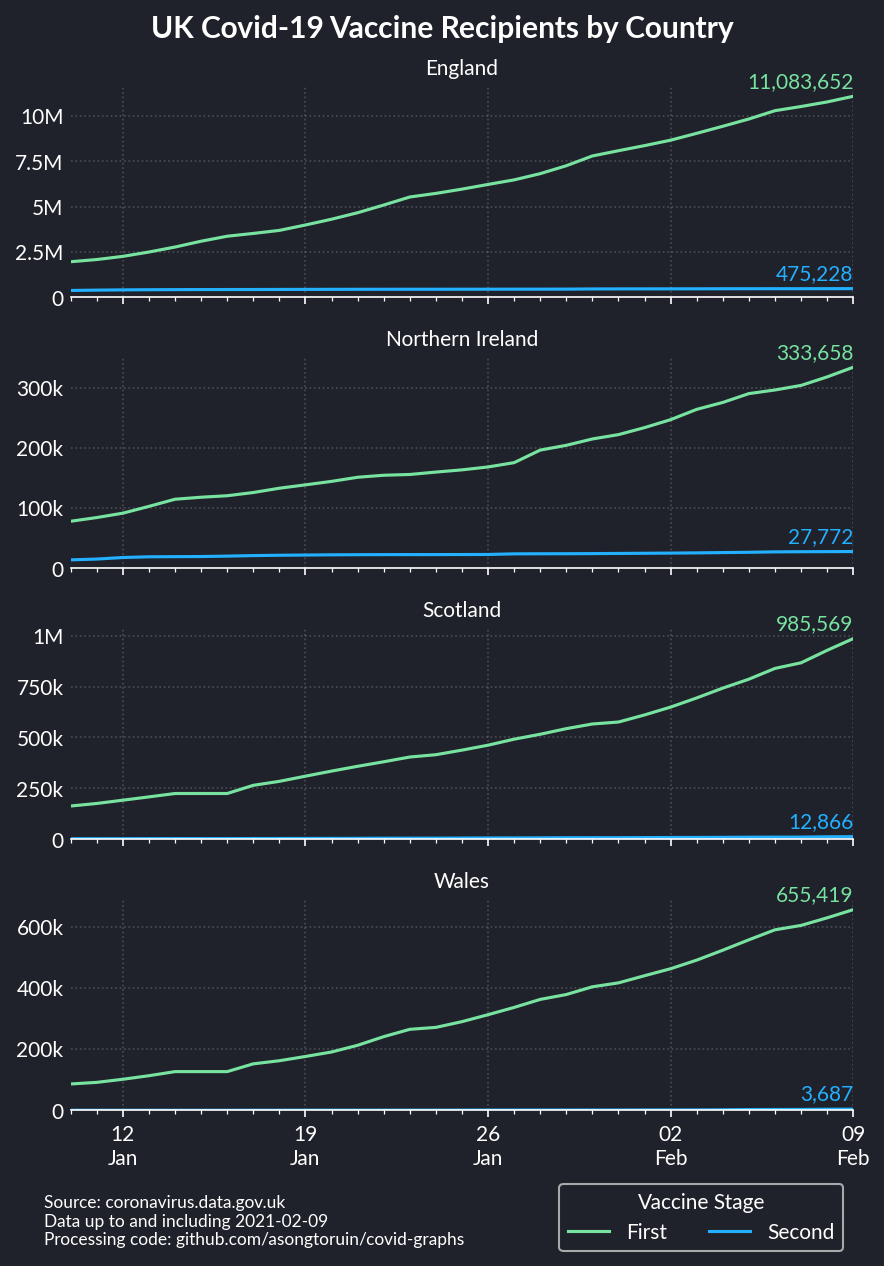 UK Covid-19 Vaccine Recipients by Country
England
11,083,652
10M
7.5M
5M
2.5M
475,228
0
Northern Ireland
333,658
300k
200k
100k
27,772
0
Scotland
985,569
1M
750k
500k
250k
12,866
0
Wales
655,419
600k
400k
200k
3,687
0
12 19 26 02 09
Jan Jan Jan Feb Feb
Source: coronavirus.data.gov.uk
Data up to and including 2021-02-09
Processing code: github.com/asongtoruin/covid-graphs
Vaccine Stage
First Second